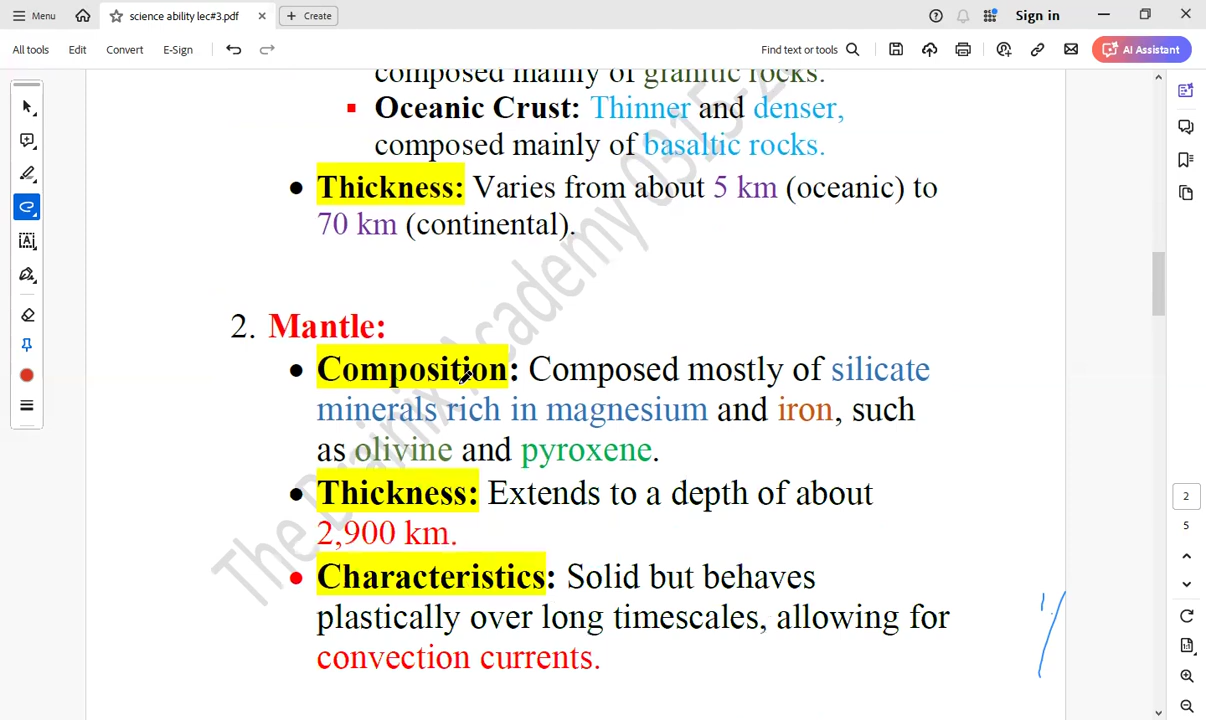 Menu
science ability lec#3.pdf
Create
Sign in
All tools
Edit
Convert
E-Sign
Find text or tools
AI Assistant
composed mainly of granitic rocks.
Oceanic Crust: Thinner and denser,
composed mainly of basaltic rocks.
Thickness: Varies from about 5 km (oceanic) to
70 km (continental).
2. Mantle:
Composition: Composed mostly of silicate
minerals rich in magnesium and iron, such
as olivine and pyroxene.
Thickness: Extends to a depth of about
2,900 km.
Characteristics: Solid but behaves
plastically over long timescales, allowing for
convection currents.
2
5